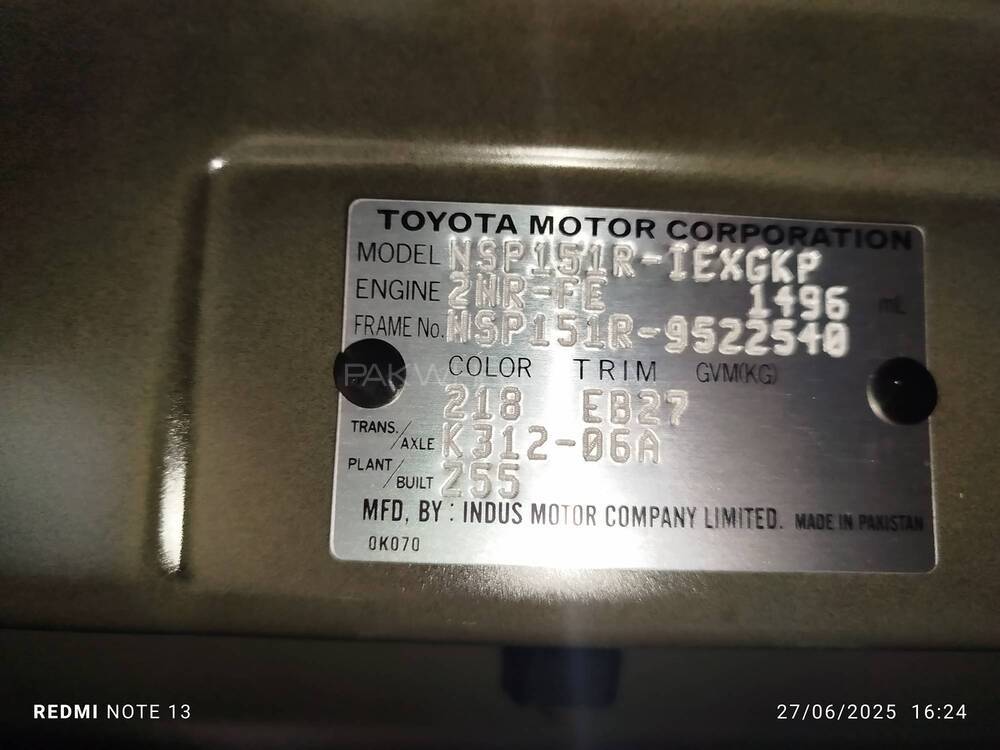 TOYOTA MOTOR CORPORATION
MODEL NSP151R-IEXGKP
ENGINE 2NR-FE 1496 mL
FRAME No. NSP151R-9522540
PAKW
COLOR TRIM GVM(KG)
218 EB27
TRANS./AXLE K312-06A
PLANT/BUILT Z55
MFD, BY : INDUS MOTOR COMPANY LIMITED. MADE IN PAKISTAN
0K070
REDMI NOTE 13
27/06/2025 16:24